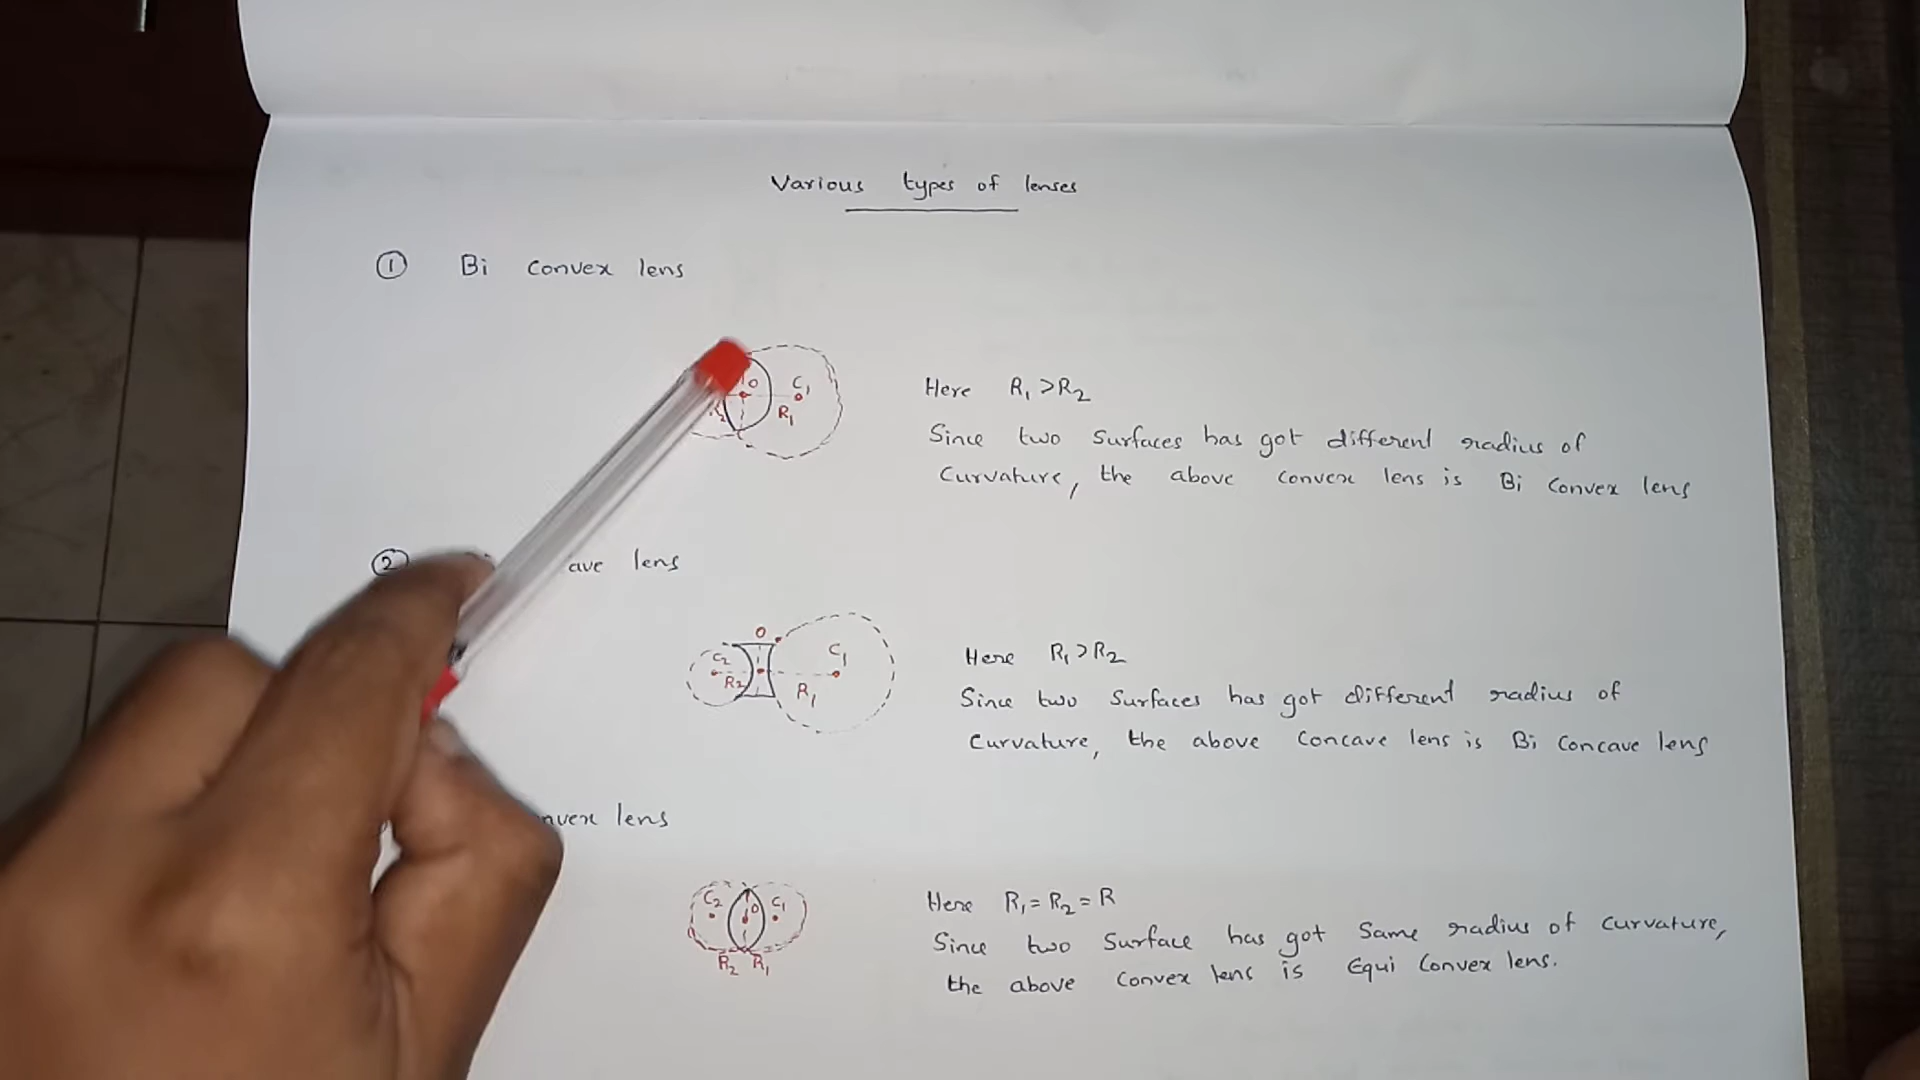 Various types of lenses
① Bi convex lens
O C₁
R₁
Here R₁ > R₂
Since two surfaces has got different radius of
Curvature, the above convex lens is Bi convex lens
② lens
O
C₂ C₁
R₂ R₁
Here R₁ > R₂
Since two surfaces has got different radius of
Curvature, the above Concave lens is Bi Concave lens
lens
C₂ O C₁
R₂ R₁
Here R₁ = R₂ = R
Since two Surface has got Same radius of curvature,
the above Convex lens is Equi Convex lens.